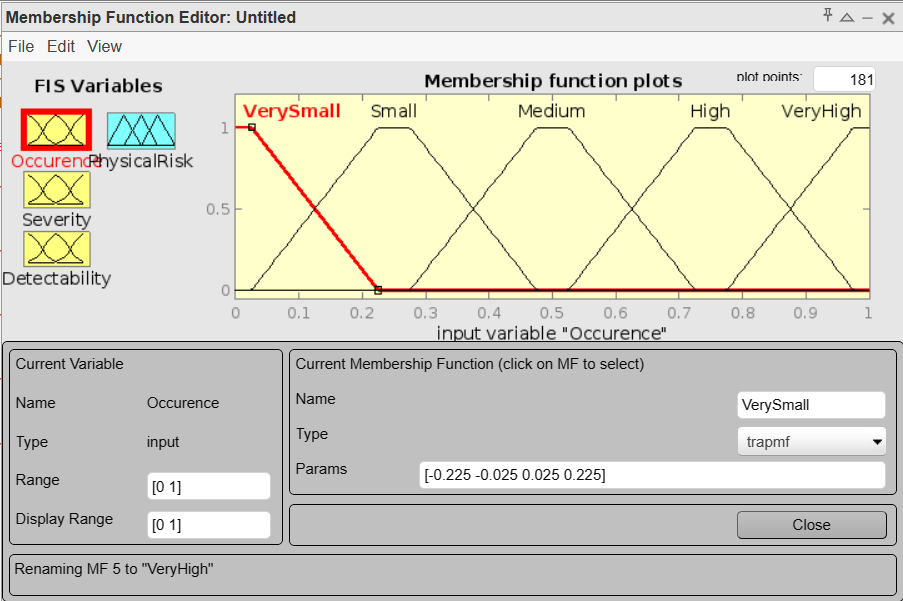 Membership Function Editor: Untitled
File Edit View
FIS Variables
Membership function plots
plot points:
181
Occurence
PhysicalRisk
Severity
Detectability
VerySmall Small Medium High VeryHigh
1
0.5
0
0 0.1 0.2 0.3 0.4 0.5 0.6 0.7 0.8 0.9 1
input variable "Occurence"
Current Variable
Name Occurence
Type input
Range [0 1]
Display Range [0 1]
Current Membership Function (click on MF to select)
Name VerySmall
Type trapmf
Params [-0.225 -0.025 0.025 0.225]
Close
Renaming MF 5 to "VeryHigh"